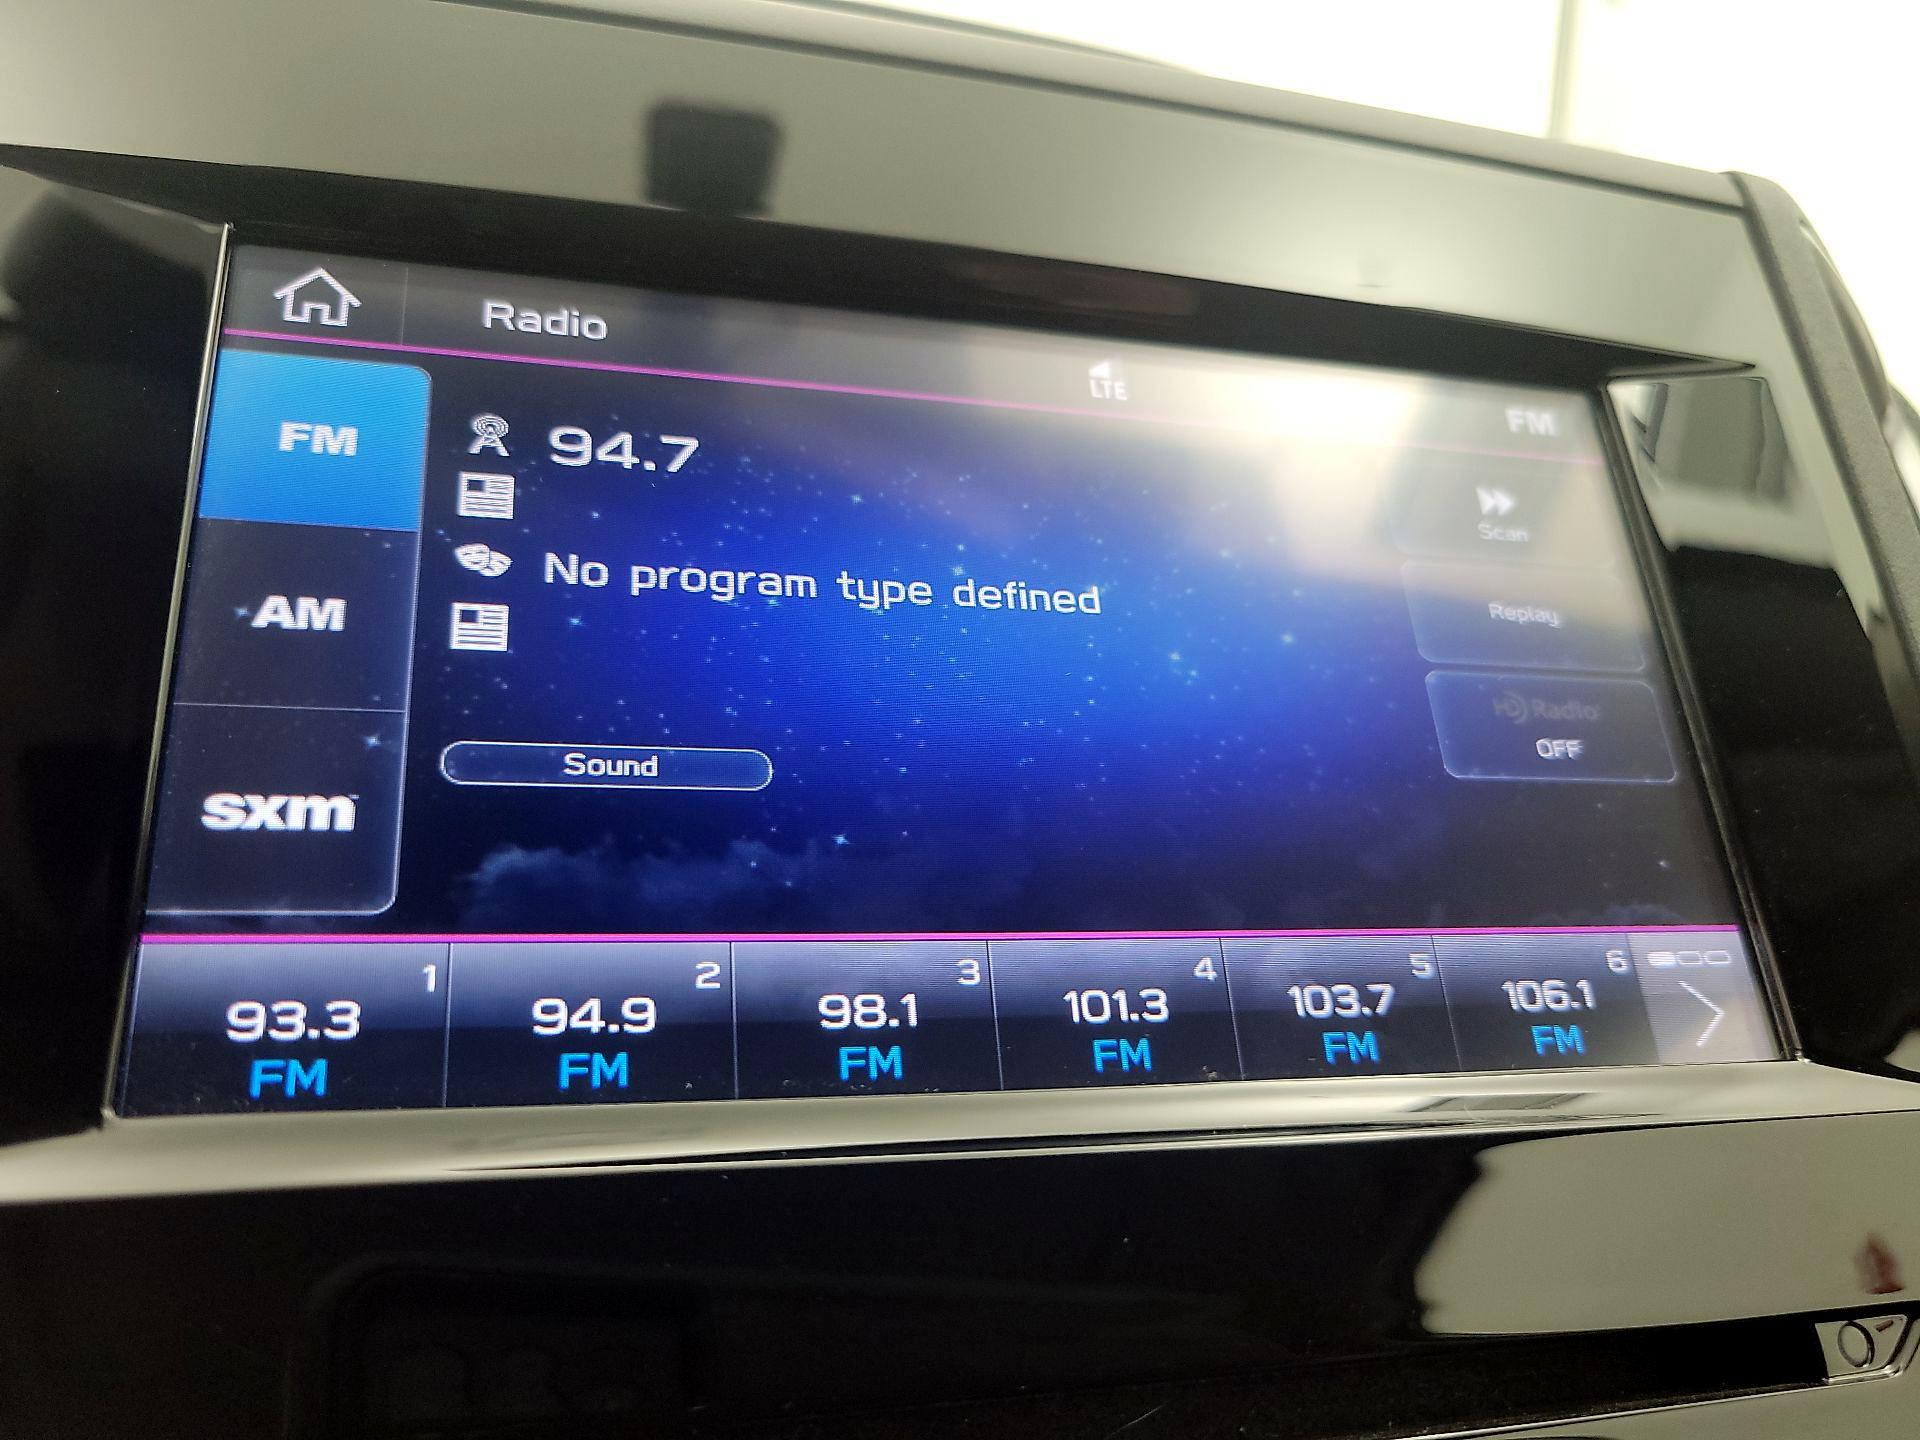 Radio
LTE
FM
FM
94.7
Scan
No program type defined
Replay
AM
HD Radio
OFF
Sound
sxm
1
93.3
FM
2
94.9
FM
3
98.1
FM
4
101.3
FM
5
103.7
FM
6
106.1
FM